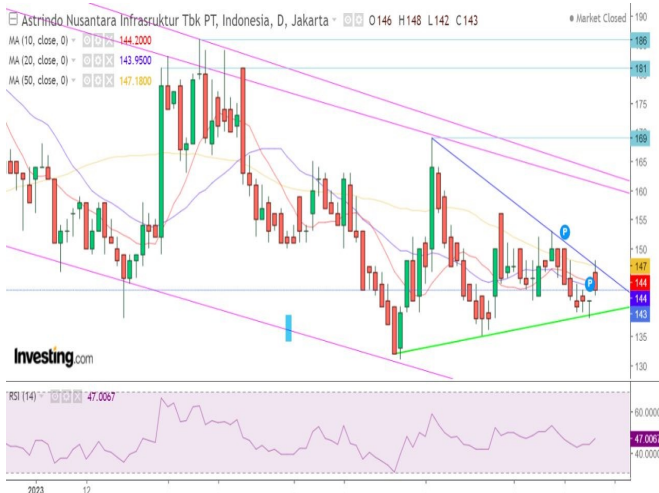 Astrindo Nusantara Infrasruktur Tbk PT, Indonesia, D, Jakarta O146 H148 L142 C143 Market Closed
MA (10, close, 0) 144.2000
MA (20, close, 0) 143.9500
MA (50, close, 0) 147.1800
190
186
181
175
169
165
160
155
150
147
144
144
143
135
130
P
P
Investing.com
RSI (14) 47.0067
60.0000
47.0067
40.0000
2023 12